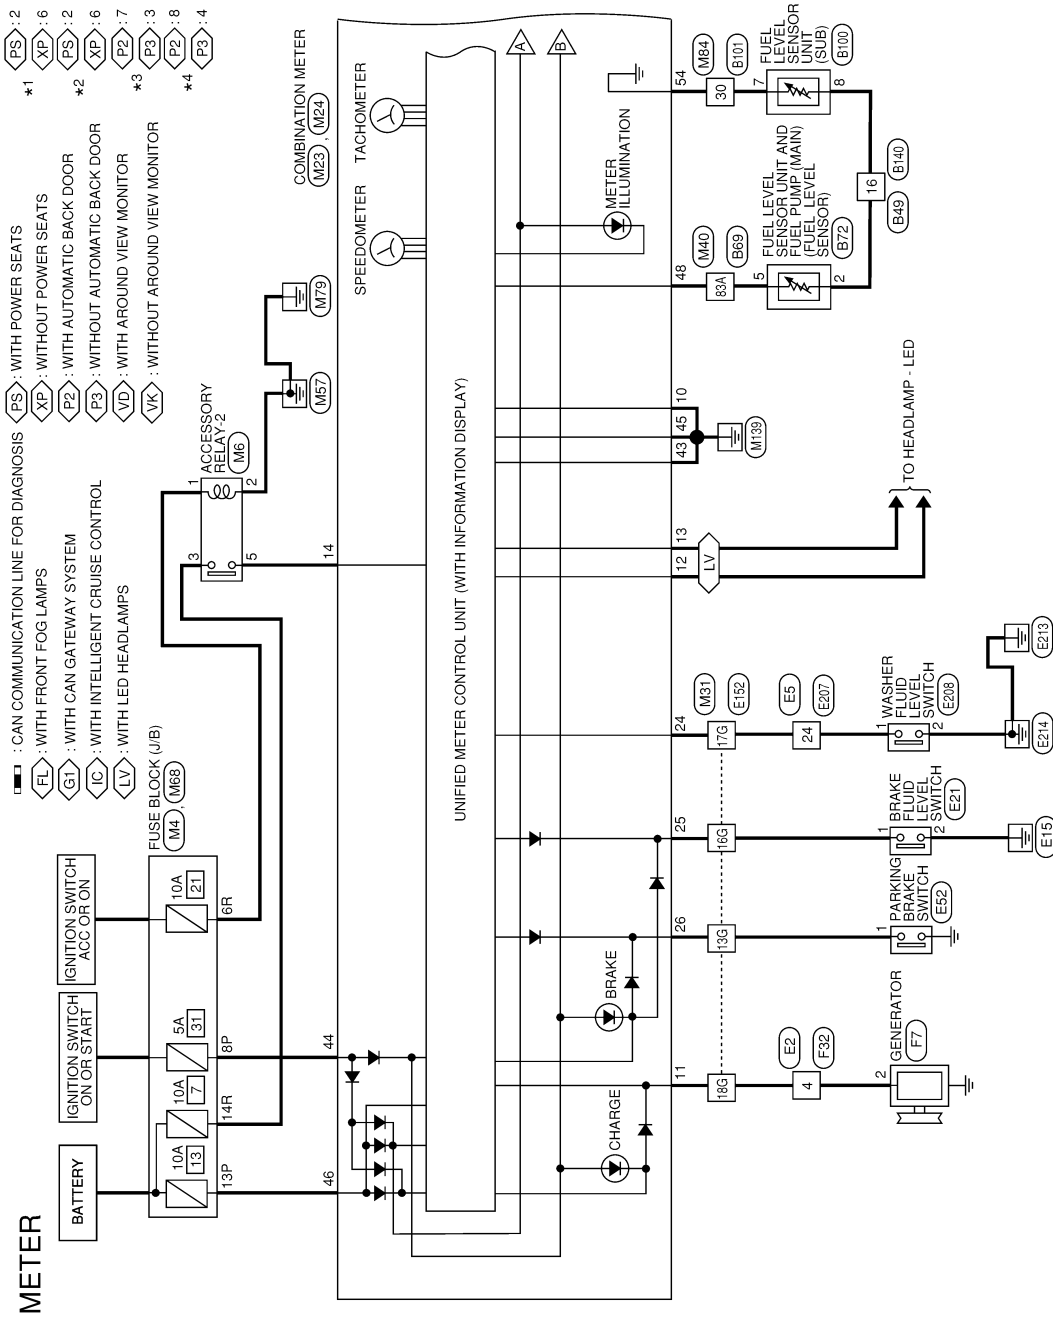 METER
BATTERY
IGNITION SWITCH
ON OR START
IGNITION SWITCH
ACC OR ON
10A
13
10A
7
5A
31
10A
21
13P
14R
8P
6R
FUSE BLOCK (J/B)
M4 , M68
: CAN COMMUNICATION LINE FOR DIAGNOSIS
FL : WITH FRONT FOG LAMPS
G1 : WITH CAN GATEWAY SYSTEM
IC : WITH INTELLIGENT CRUISE CONTROL
LV : WITH LED HEADLAMPS
PS : WITH POWER SEATS
XP : WITHOUT POWER SEATS
P2 : WITH AUTOMATIC BACK DOOR
P3 : WITHOUT AUTOMATIC BACK DOOR
VD : WITH AROUND VIEW MONITOR
VK : WITHOUT AROUND VIEW MONITOR
*1
PS : 2
XP : 6
*2
PS : 2
XP : 6
*3
P2 : 7
P3 : 3
*4
P2 : 8
P3 : 4
ACCESSORY
RELAY-2
M6
3
1
5
2
M57
M79
COMBINATION METER
M23 , M24
46
44
14
SPEEDOMETER
TACHOMETER
UNIFIED METER CONTROL UNIT (WITH INFORMATION DISPLAY)
A
B
CHARGE
BRAKE
METER
ILLUMINATION
11
26
25
24
12
13
43
45
10
48
54
18G
13G
16G
17G
M31
E152
LV
M139
83A
M40
B69
30
M84
B101
4
E2
F32
24
E5
E207
2
GENERATOR
F7
1
PARKING
BRAKE
SWITCH
E52
1
2
BRAKE
FLUID
LEVEL
SWITCH
E21
E15
1
2
WASHER
FLUID
LEVEL
SWITCH
E208
E214
E213
TO HEADLAMP - LED
5
2
FUEL LEVEL
SENSOR UNIT AND
FUEL PUMP (MAIN)
(FUEL LEVEL
SENSOR)
B72
7
8
FUEL
LEVEL
SENSOR
UNIT
(SUB)
B100
16
B49
B140